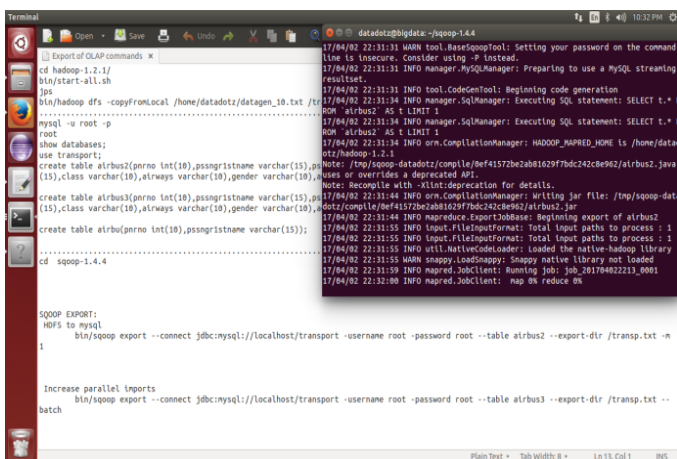 Terminal
En
10:32 PM
Open
Save
Undo
datadotz@bigdata: ~/sqoop-1.4.4
Export of OLAP commands ×
cd hadoop-1.2.1/
bin/start-all.sh
jps
bin/hadoop dfs -copyFromLocal /home/datadotz/datagen_10.txt /tr
mysql -u root -p
root
show databases;
use transport;
create table airbus2(pnrno int(10),pssngr1stname varchar(15),ps
(15),class varchar(10),airways varchar(10),gender varchar(10),a
create table airbus3(pnrno int(10),pssngr1stname varchar(15),ps
(15),class varchar(10),airways varchar(10),gender varchar(10),a
create table airbu(pnrno int(10),pssngr1stname varchar(15));
cd sqoop-1.4.4
SQOOP EXPORT:
HDFS to mysql
bin/sqoop export --connect jdbc:mysql://localhost/transport -username root -password root --table airbus2 --export-dir /transp.txt -m
1
Increase parallel imports
bin/sqoop export --connect jdbc:mysql://localhost/transport -username root -password root --table airbus3 --export-dir /transp.txt --
batch
17/04/02 22:31:31 WARN tool.BaseSqoopTool: Setting your password on the command
line is insecure. Consider using -P instead.
17/04/02 22:31:31 INFO manager.MySQLManager: Preparing to use a MySQL streaming
resultset.
17/04/02 22:31:31 INFO tool.CodeGenTool: Beginning code generation
17/04/02 22:31:34 INFO manager.SqlManager: Executing SQL statement: SELECT t.* F
ROM `airbus2` AS t LIMIT 1
17/04/02 22:31:34 INFO manager.SqlManager: Executing SQL statement: SELECT t.* F
ROM `airbus2` AS t LIMIT 1
17/04/02 22:31:34 INFO orm.CompilationManager: HADOOP_MAPRED_HOME is /home/datad
otz/hadoop-1.2.1
Note: /tmp/sqoop-datadotz/compile/0ef41572be2ab81629f7bdc242c8e962/airbus2.java
uses or overrides a deprecated API.
Note: Recompile with -Xlint:deprecation for details.
17/04/02 22:31:44 INFO orm.CompilationManager: Writing jar file: /tmp/sqoop-data
dotz/compile/0ef41572be2ab81629f7bdc242c8e962/airbus2.jar
17/04/02 22:31:44 INFO mapreduce.ExportJobBase: Beginning export of airbus2
17/04/02 22:31:55 INFO input.FileInputFormat: Total input paths to process : 1
17/04/02 22:31:55 INFO input.FileInputFormat: Total input paths to process : 1
17/04/02 22:31:55 INFO util.NativeCodeLoader: Loaded the native-hadoop library
17/04/02 22:31:55 WARN snappy.LoadSnappy: Snappy native library not loaded
17/04/02 22:31:59 INFO mapred.JobClient: Running job: job_201704022213_0001
17/04/02 22:32:00 INFO mapred.JobClient: map 0% reduce 0%
Plain Text Tab Width: 8 Ln 13, Col 1 INS